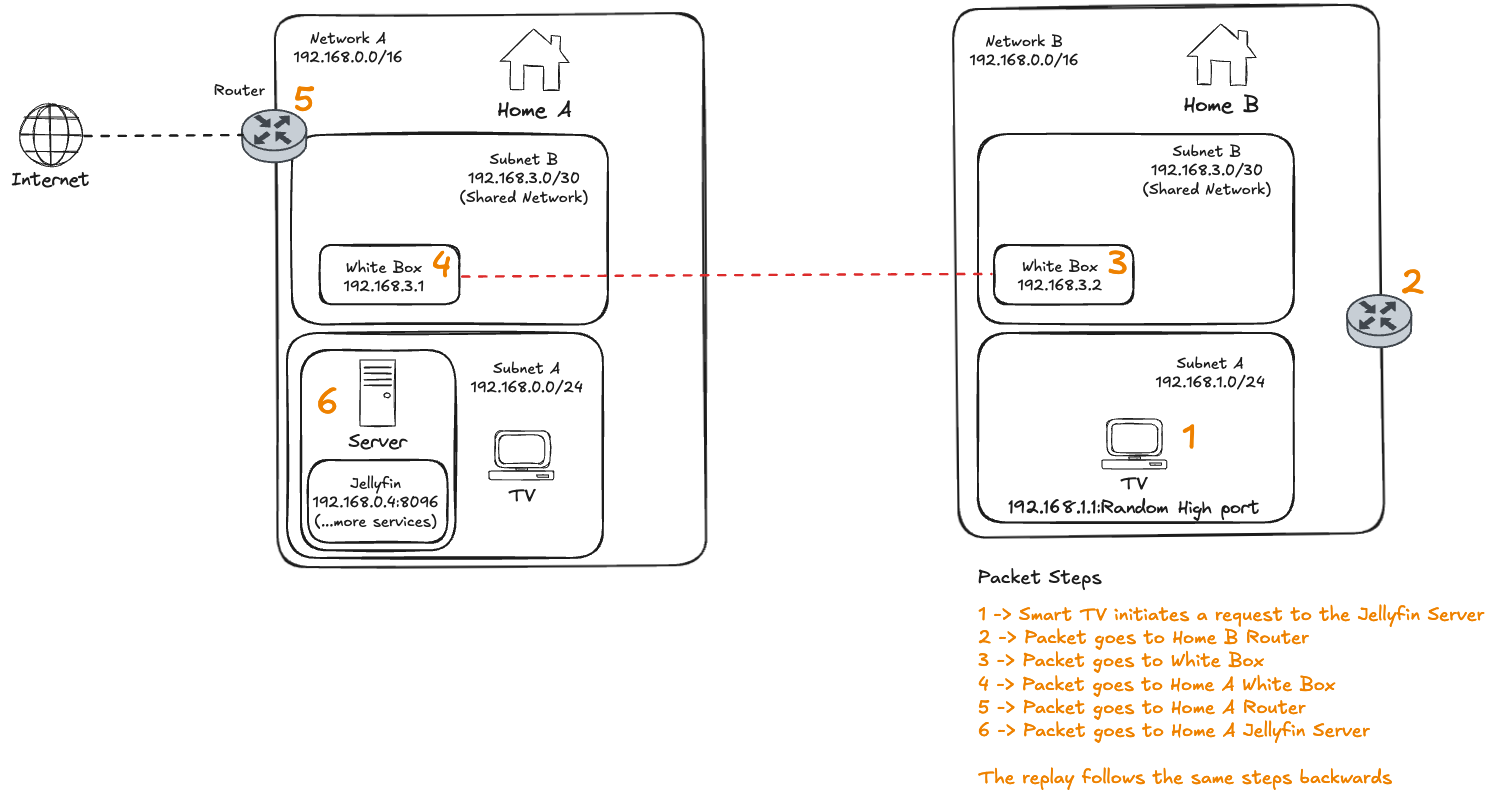 Network A
192.168.0.0/16
Home A
Router
5
Internet
Subnet B
192.168.3.0/30
(Shared Network)
White Box
192.168.3.1
4
6
Server
Jellyfin
192.168.0.4:8096
(...more services)
Subnet A
192.168.0.0/24
TV
Network B
192.168.0.0/16
Home B
Subnet B
192.168.3.0/30
(Shared Network)
White Box
192.168.3.2
3
2
Subnet A
192.168.1.0/24
1
TV
192.168.1.1:Random High port
Packet Steps
1 -> Smart TV initiates a request to the Jellyfin Server
2 -> Packet goes to Home B Router
3 -> Packet goes to White Box
4 -> Packet goes to Home A White Box
5 -> Packet goes to Home A Router
6 -> Packet goes to Home A Jellyfin Server
The replay follows the same steps backwards